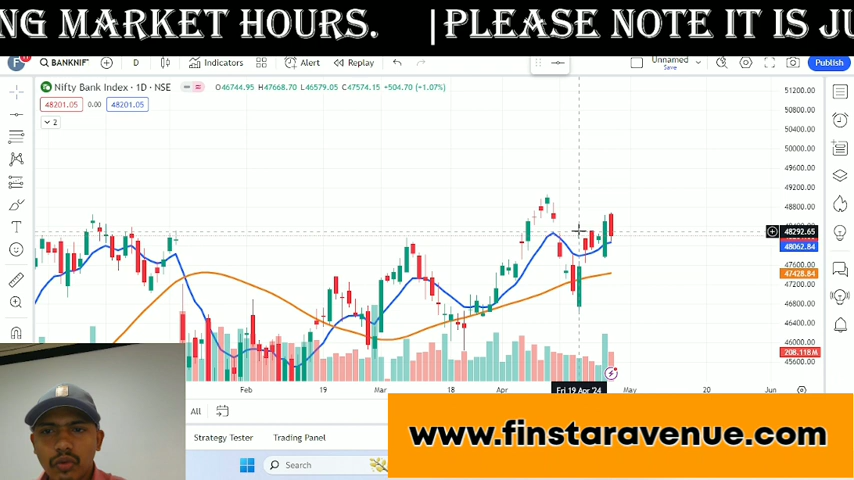 NG MARKET HOURS. |PLEASE NOTE IT IS JU
F BANKNIF D Indicators Alert Replay Unnamed Save Publish
Nifty Bank Index · 1D · NSE O46744.95 H47668.70 L46579.05 C47574.15 +504.70 (+1.07%)
48201.05 0.00 48201.05
2
51200.00
50800.00
50400.00
50000.00
49600.00
49200.00
48800.00
48292.65
48062.84
47600.00
47428.84
47200.00
46800.00
46400.00
46000.00
208.118M
45600.00
Feb 19 Mar 18 Apr Fri 19 Apr '24 May 20 Jun
All
Strategy Tester Trading Panel
Search
www.finstaravenue.com